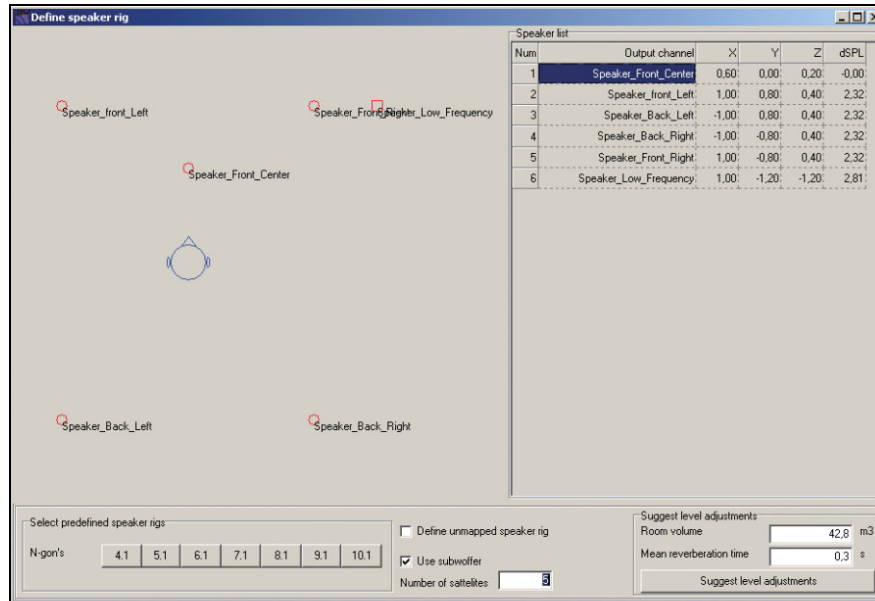 Define speaker rig
Speaker_front_Left
Speaker_Front_Right
Speaker_Low_Frequency
Speaker_Front_Center
Speaker_Back_Left
Speaker_Back_Right
Speaker list
Num Output channel X Y Z dSPL
1 Speaker_Front_Center 0,60 0,00 0,20 -0,00
2 Speaker_front_Left 1,00 0,80 0,40 2,32
3 Speaker_Back_Left -1,00 0,80 0,40 2,32
4 Speaker_Back_Right -1,00 -0,80 0,40 2,32
5 Speaker_Front_Right 1,00 -0,80 0,40 2,32
6 Speaker_Low_Frequency 1,00 -1,20 -1,20 2,81
Select predefined speaker rigs
N-gon's 4.1 5.1 6.1 7.1 8.1 9.1 10.1
Define unmapped speaker rig
Use subwoffer
Number of sattelites 5
Suggest level adjustments
Room volume 42,8 m3
Mean reverberation time 0,3 s
Suggest level adjustments